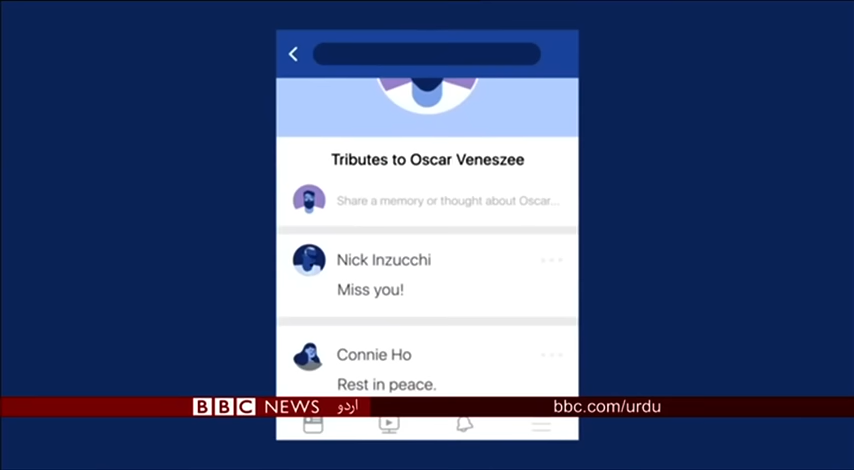 Tributes to Oscar Veneszee
Share a memory or thought about Oscar...
Nick Inzucchi
Miss you!
Connie Ho
Rest in peace.
BBC NEWS اردو
bbc.com/urdu